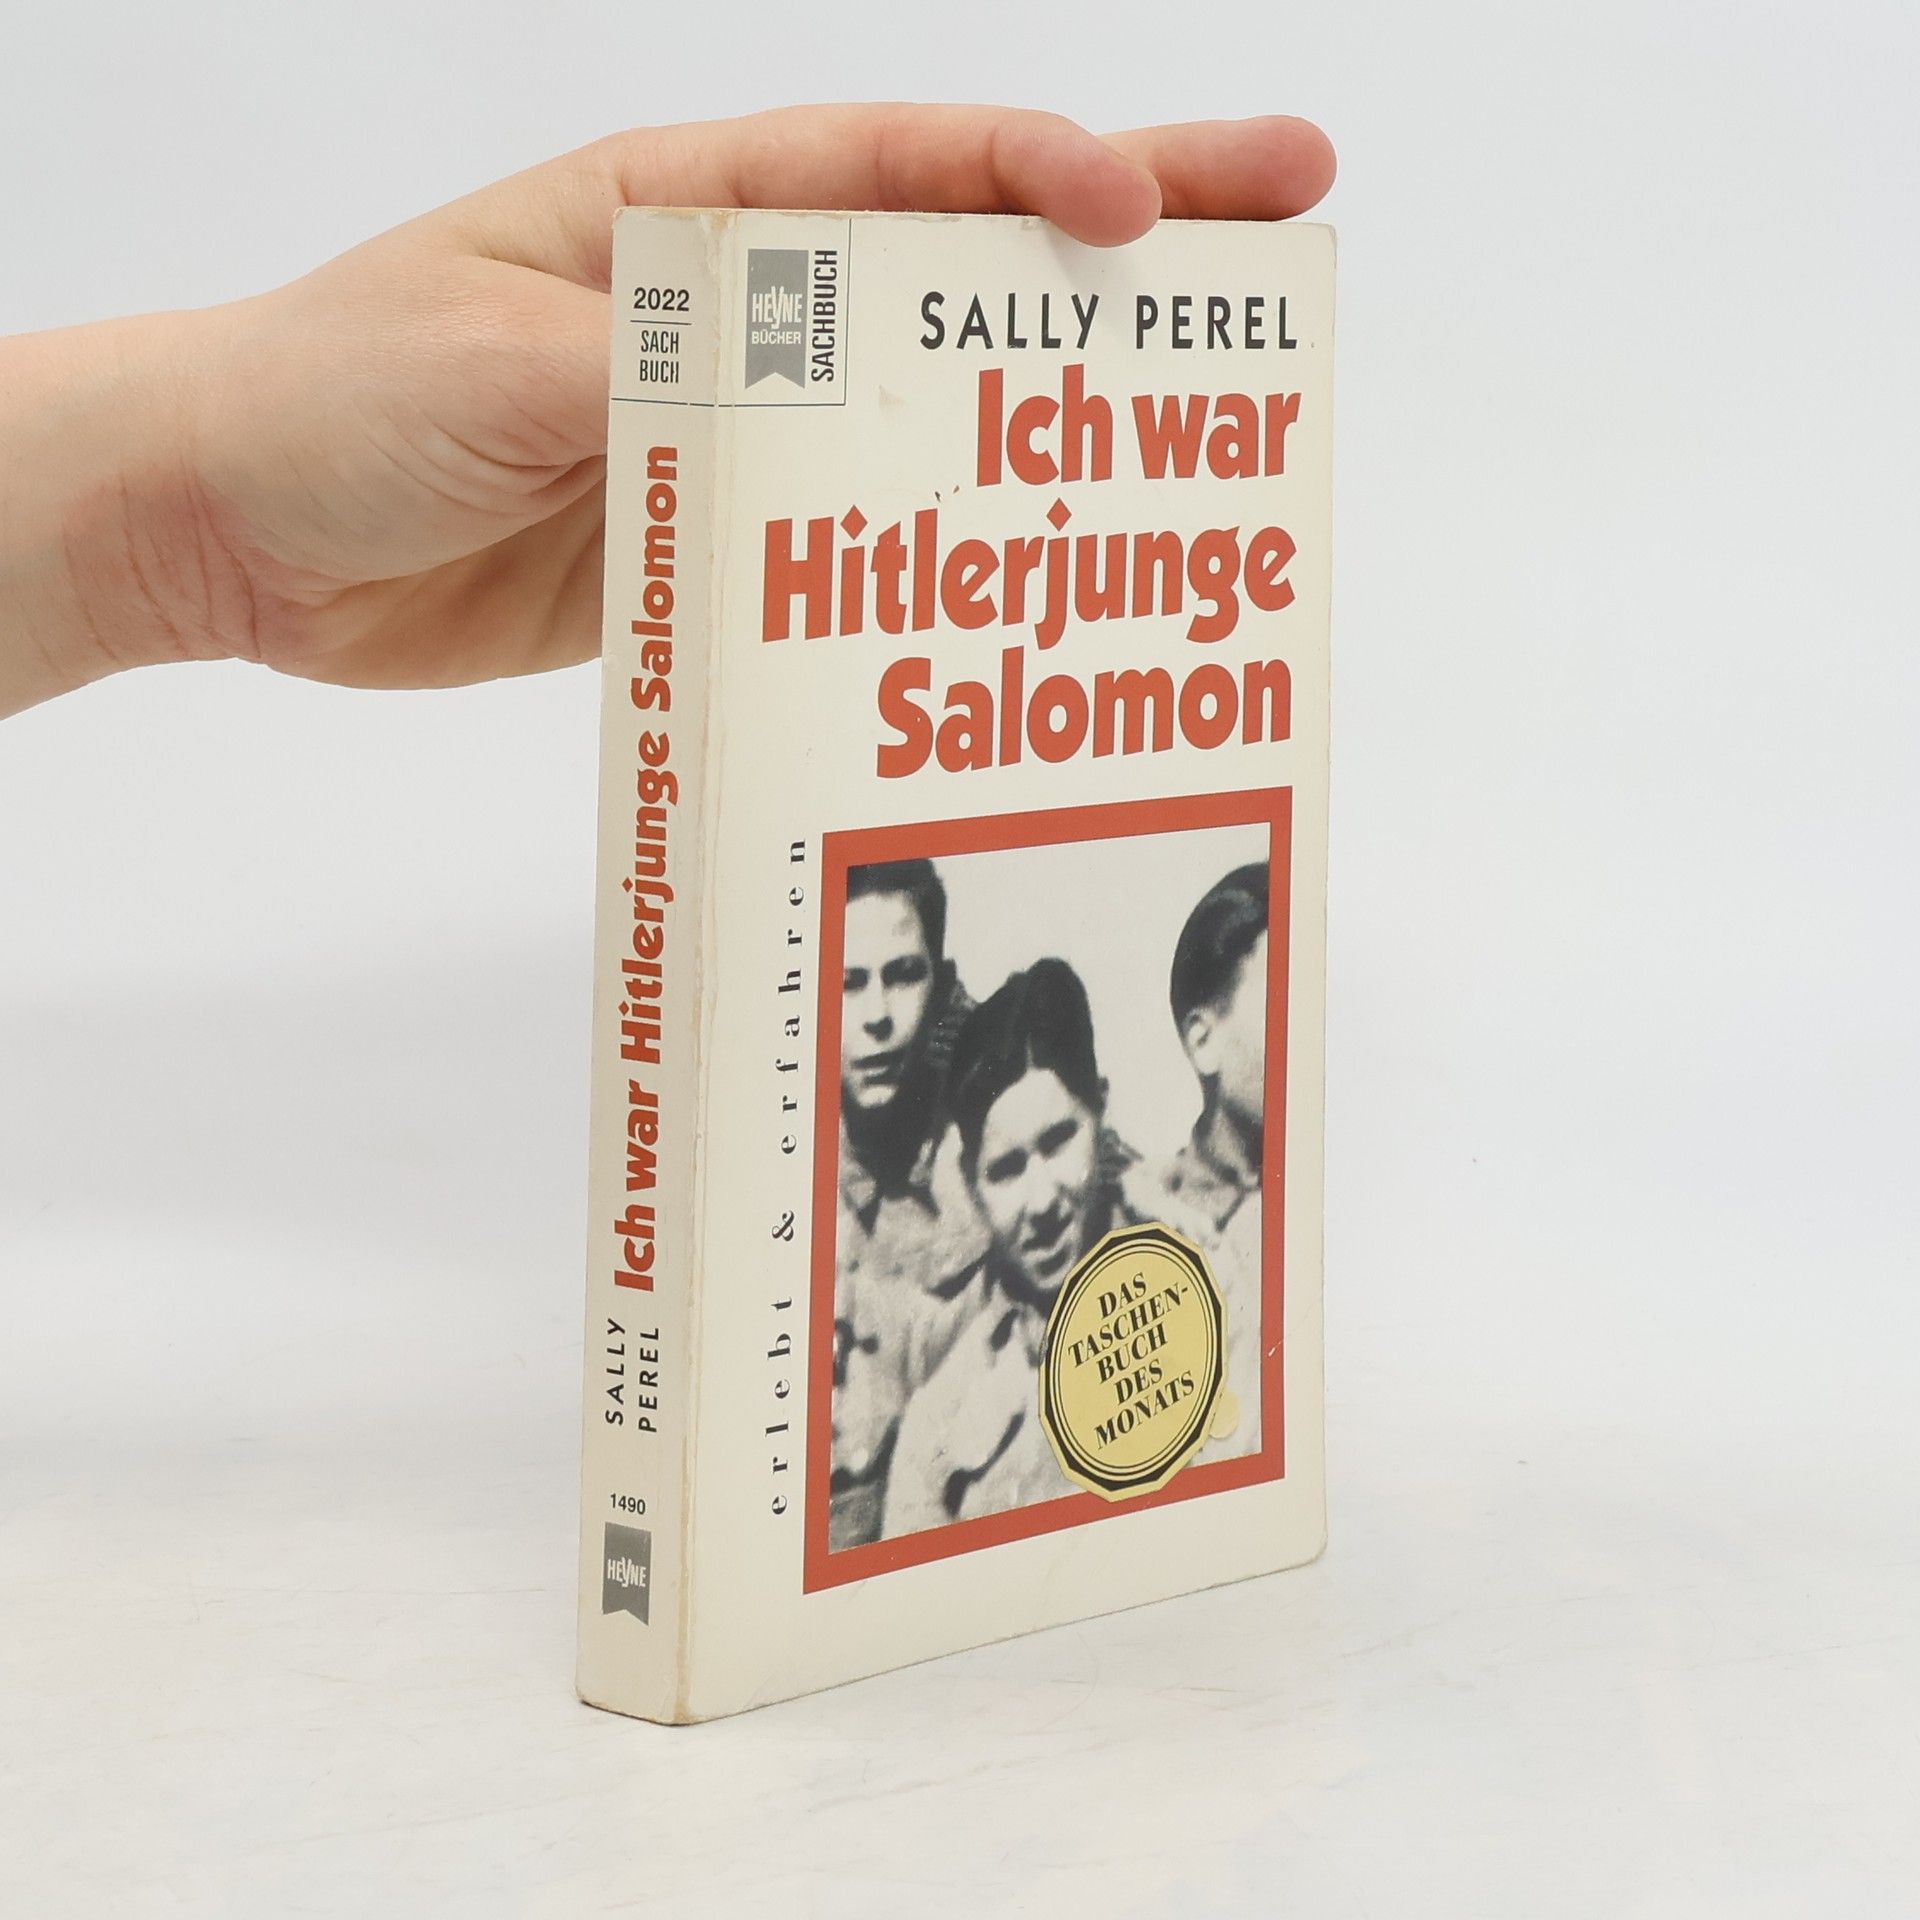 2022
SACH
BUCH
Ich war Hitlerjunge Salomon
SALLY
PEREL
1490
HEYNE
HEYNE
BÜCHER
SACHBUCH
SALLY PEREL
Ich war
Hitlerjunge
Salomon
erlebt & erfahren
DAS
TASCHEN-
BUCH
DES
MONATS